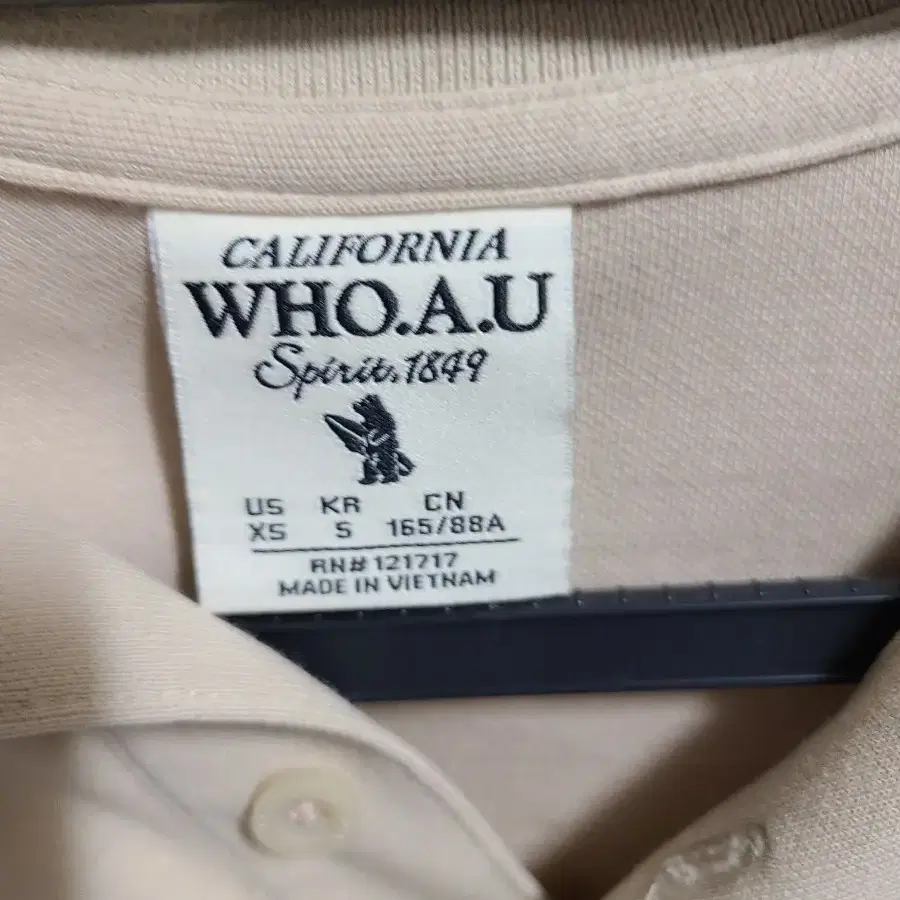 CALIFORNIA
WHO.A.U
Spirit. 1849
US KR CN
XS S 165/88A
RN# 121717
MADE IN VIETNAM